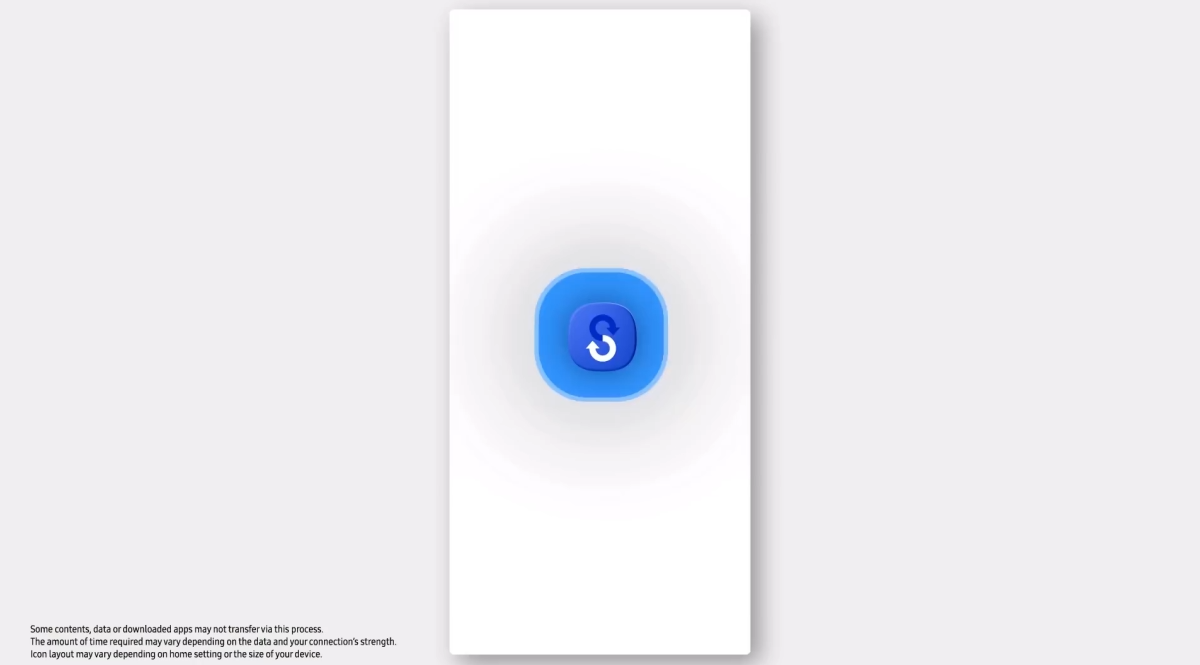 Some contents, data or downloaded apps may not transfer via this process.
The amount of time required may vary depending on the data and your connection's strength.
Icon layout may vary depending on home setting or the size of your device.